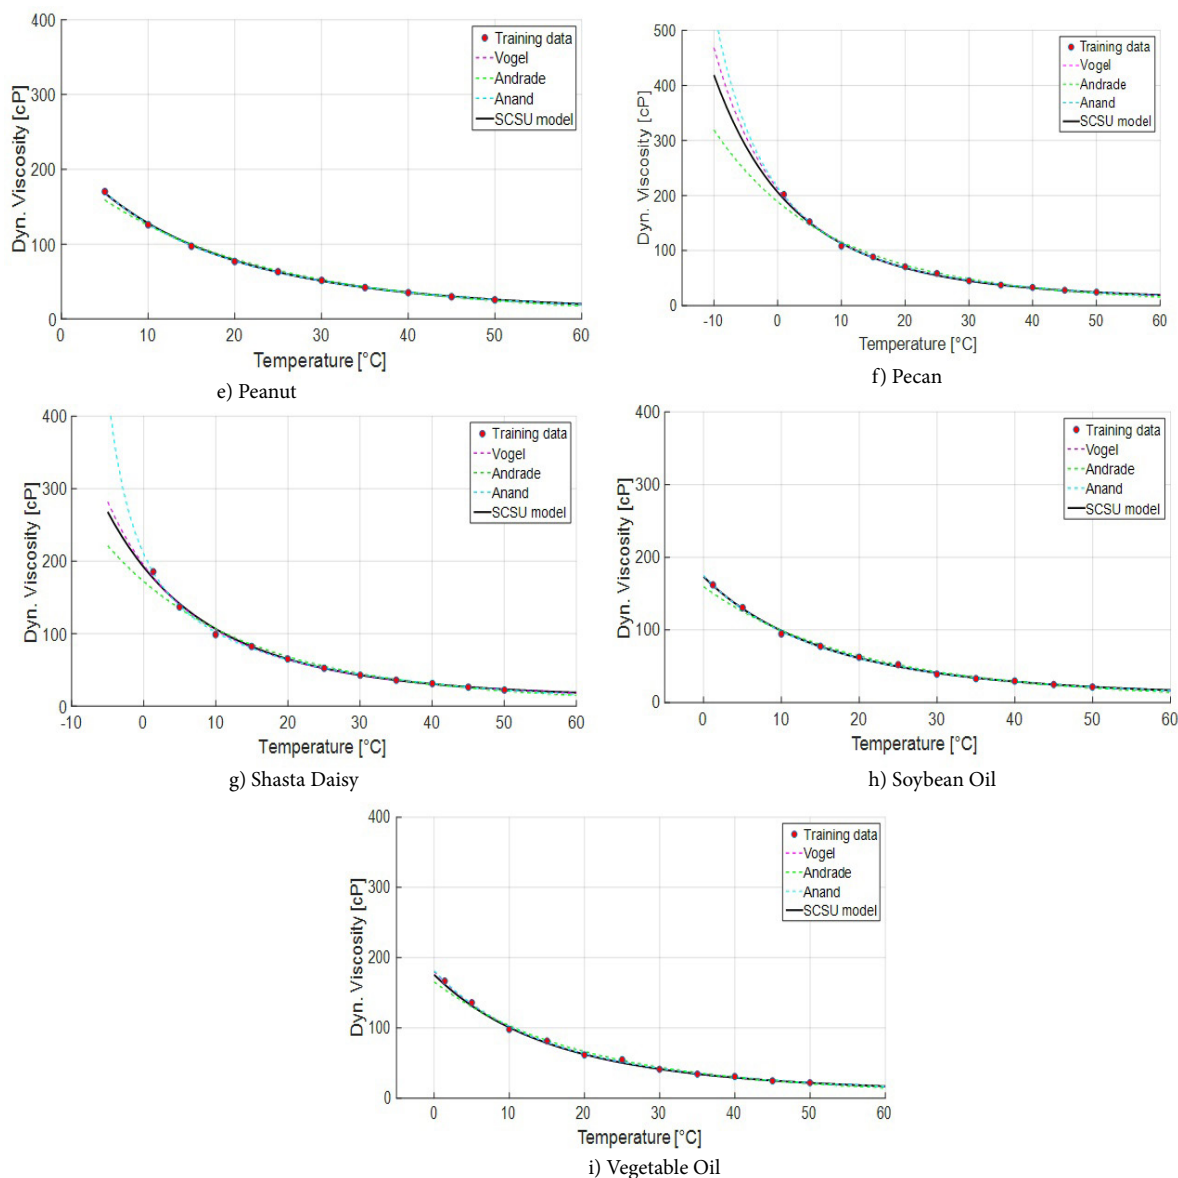 400
300
200
100
0
Dyn. Viscosity [cP]
0 10 20 30 40 50 60
Temperature [°C]
Training data
Vogel
Andrade
Anand
SCSU model
e) Peanut
500
400
300
200
100
0
Dyn. Viscosity [cP]
-10 0 10 20 30 40 50 60
Temperature [°C]
Training data
Vogel
Andrade
Anand
SCSU model
f) Pecan
400
300
200
100
0
Dyn. Viscosity [cP]
-10 0 10 20 30 40 50 60
Temperature [°C]
Training data
Vogel
Andrade
Anand
SCSU model
g) Shasta Daisy
400
300
200
100
0
Dyn. Viscosity [cP]
0 10 20 30 40 50 60
Temperature [°C]
Training data
Vogel
Andrade
Anand
SCSU model
h) Soybean Oil
400
300
200
100
0
Dyn. Viscosity [cP]
0 10 20 30 40 50 60
Temperature [°C]
Training data
Vogel
Andrade
Anand
SCSU model
i) Vegetable Oil